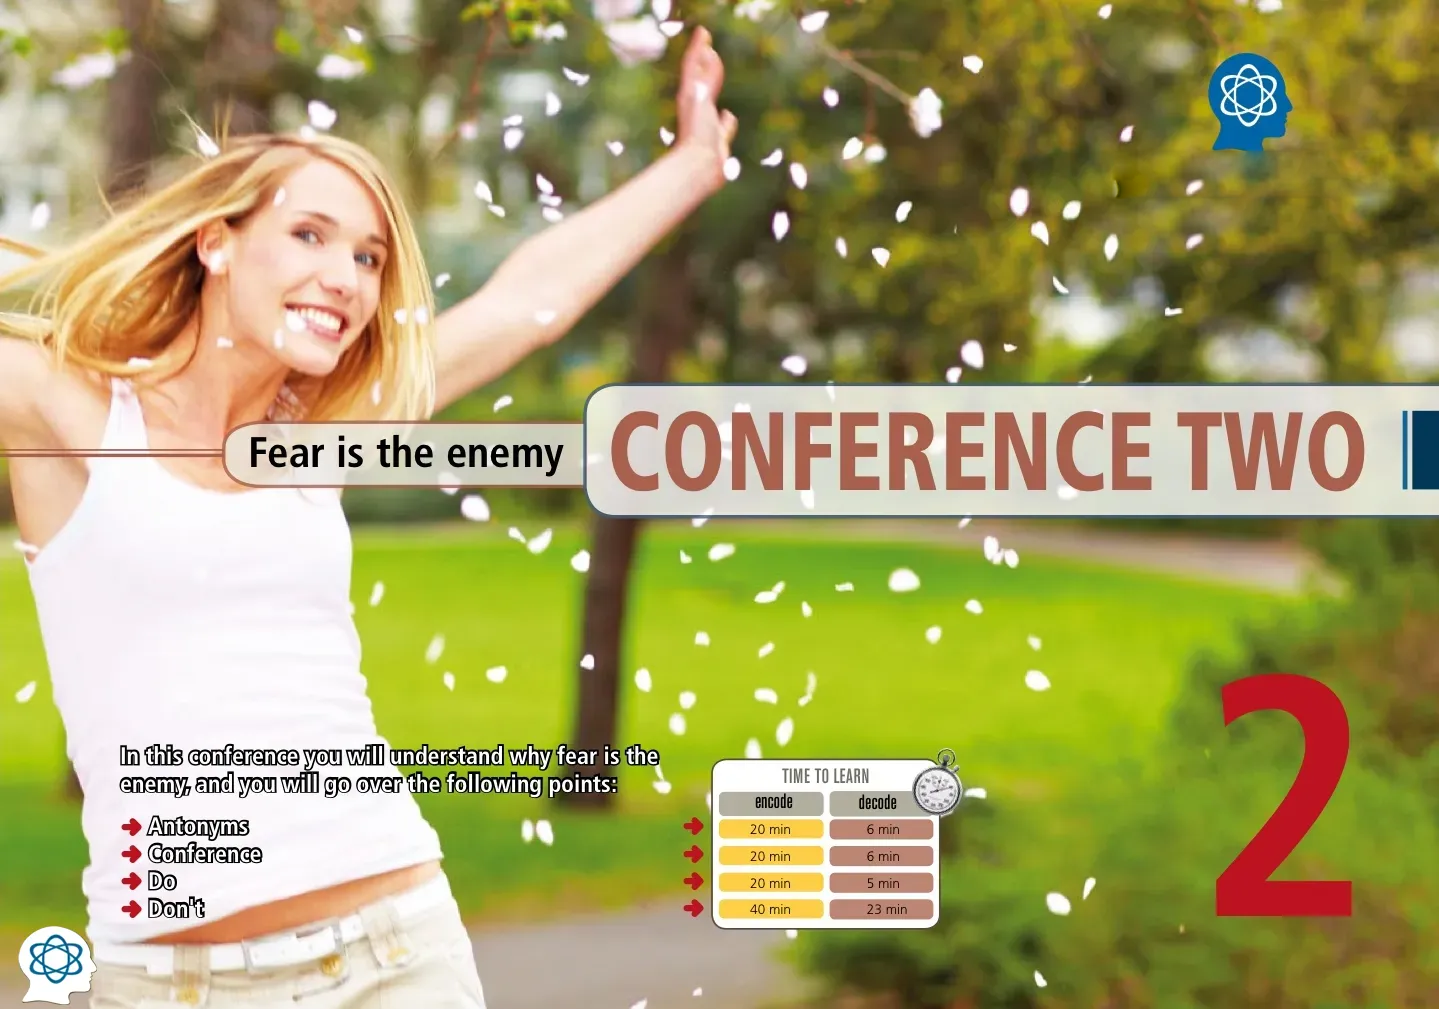 Fear is the enemy
CONFERENCE TWO
In this conference you will understand why fear is the
enemy, and you will go over the following points:
Antonyms
Conference
Do
Don't
TIME TO LEARN
encode decode
20 min 6 min
20 min 6 min
20 min 5 min
40 min 23 min
2